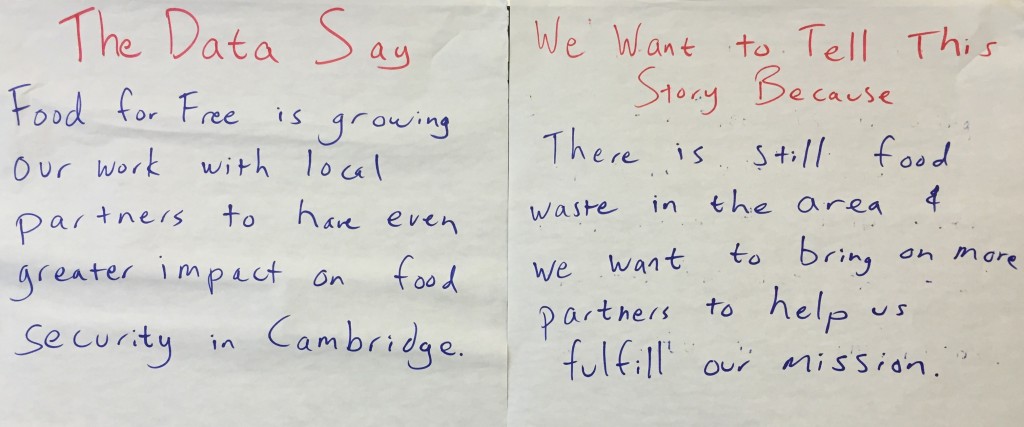 The Data Say
Food for Free is growing
our work with local
partners to have even
greater impact on food
security in Cambridge.
We Want to Tell This
Story Because
There is still food
waste in the area &
we want to bring on more
partners to help us
fulfill our mission.